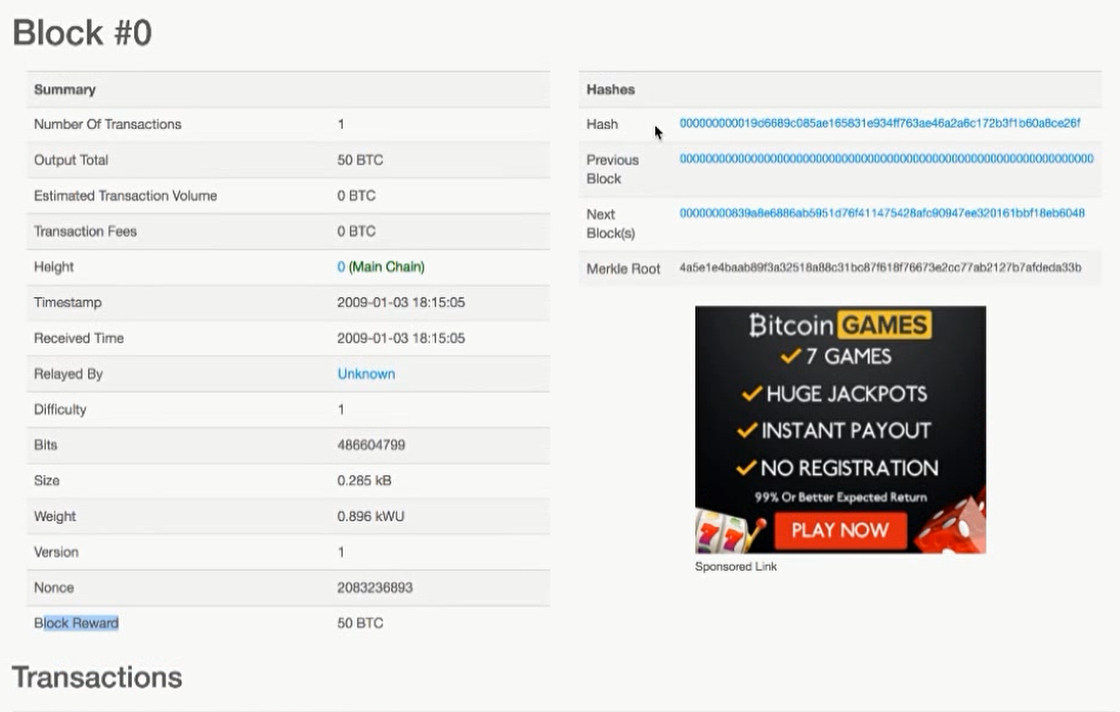 Block #0
Summary
Number Of Transactions 1
Output Total 50 BTC
Estimated Transaction Volume 0 BTC
Transaction Fees 0 BTC
Height 0 (Main Chain)
Timestamp 2009-01-03 18:15:05
Received Time 2009-01-03 18:15:05
Relayed By Unknown
Difficulty 1
Bits 486604799
Size 0.285 kB
Weight 0.896 kWU
Version 1
Nonce 2083236893
Block Reward 50 BTC
Hashes
Hash 000000000019d6689c085ae165831e934ff763ae46a2a6c172b3f1b60a8ce26f
Previous 0000000000000000000000000000000000000000000000000000000000000000
Block
Next 00000000839a8e6886ab5951d76f411475428afc90947ee320161bbf18eb6048
Block(s)
Merkle Root 4a5e1e4baab89f3a32518a88c31bc87f618f76673e2cc77ab2127b7afdeda33b
Bitcoin GAMES
7 GAMES
HUGE JACKPOTS
INSTANT PAYOUT
NO REGISTRATION
99% Or Better Expected Return
77
PLAY NOW
Sponsored Link
Transactions